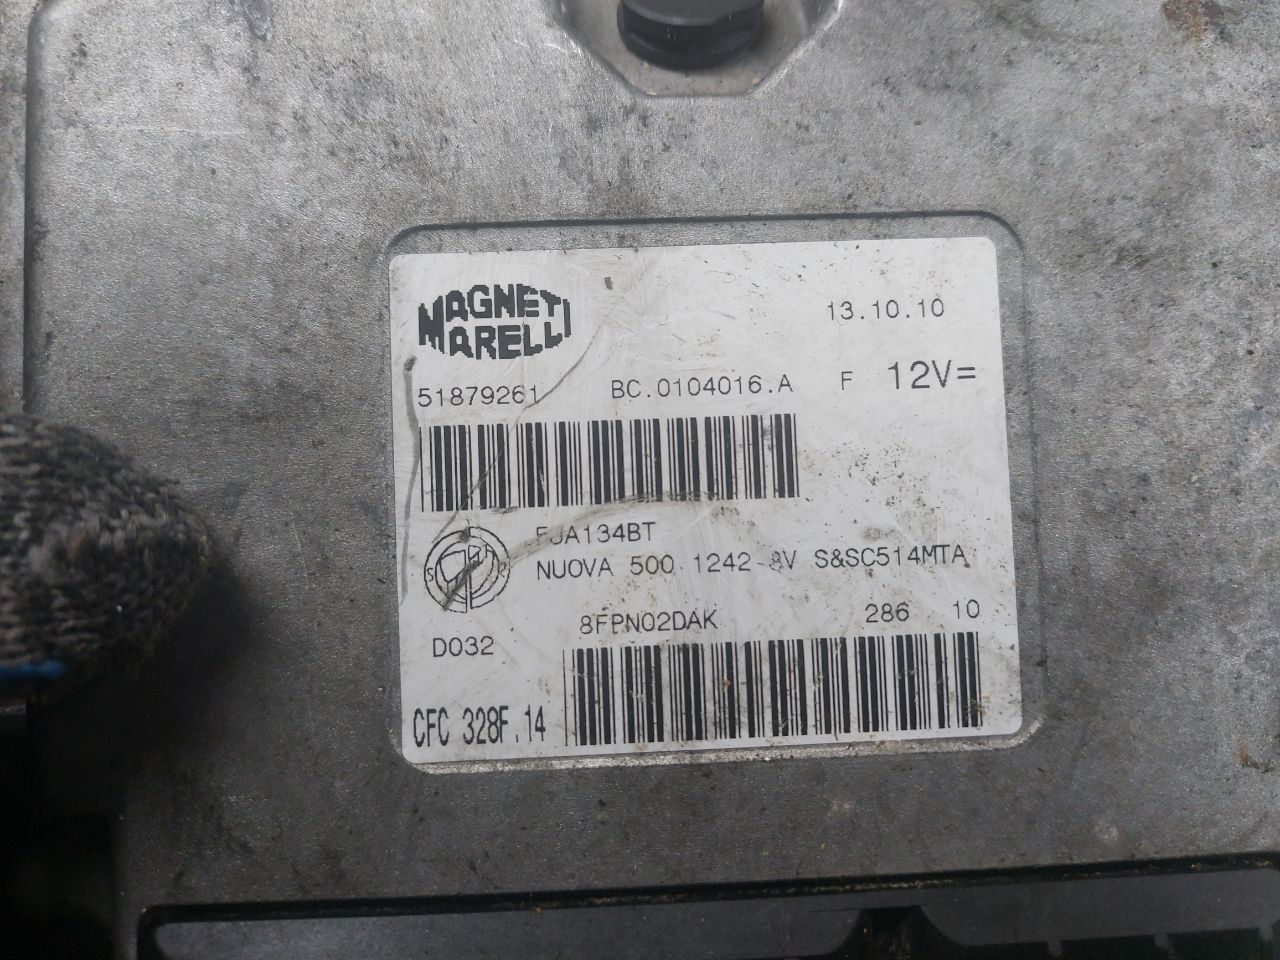 MAGNETI
MARELLI
13.10.10
51879261 BC.0104016.A F 12V=
FJA134BT
NUOVA 500 1242 8V S&SC514MTA
8FPN02DAK 286 10
D032
CFC 328F.14